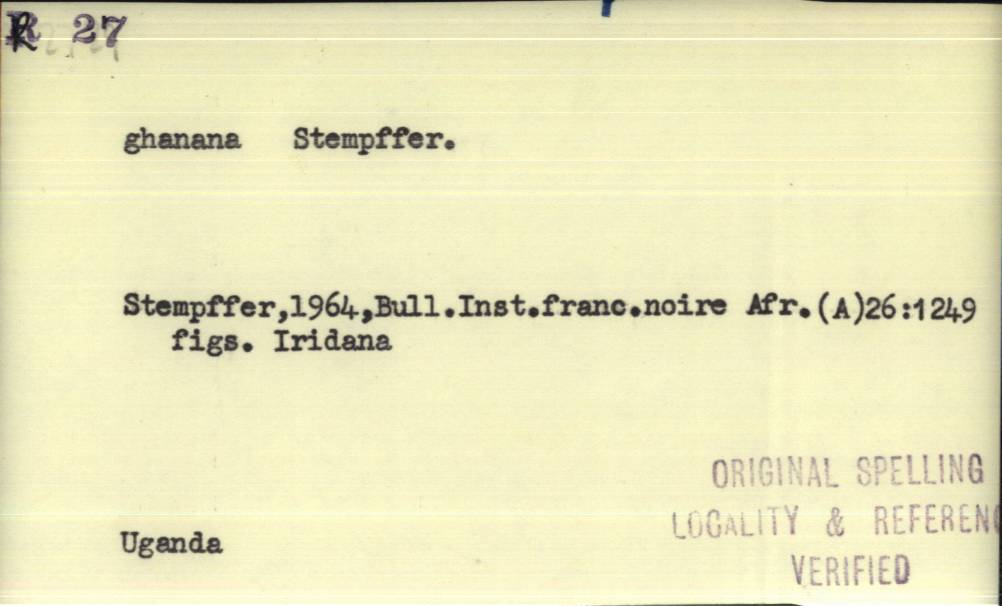 R 27
ghanana Stempffer.
Stempffer,1964,Bull.Inst.franc.noire Afr.(A)26:1249
figs. Iridana
Uganda
ORIGINAL SPELLING
LOCALITY & REFERENC
VERIFIED